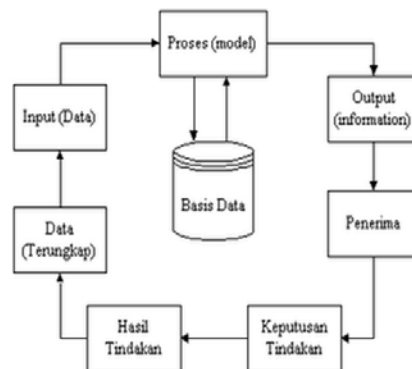 Proses (model)
Input (Data)
Output
(information)
Basis Data
Data
(Terungkap)
Penerima
Hasil
Tindakan
Keputusan
Tindakan